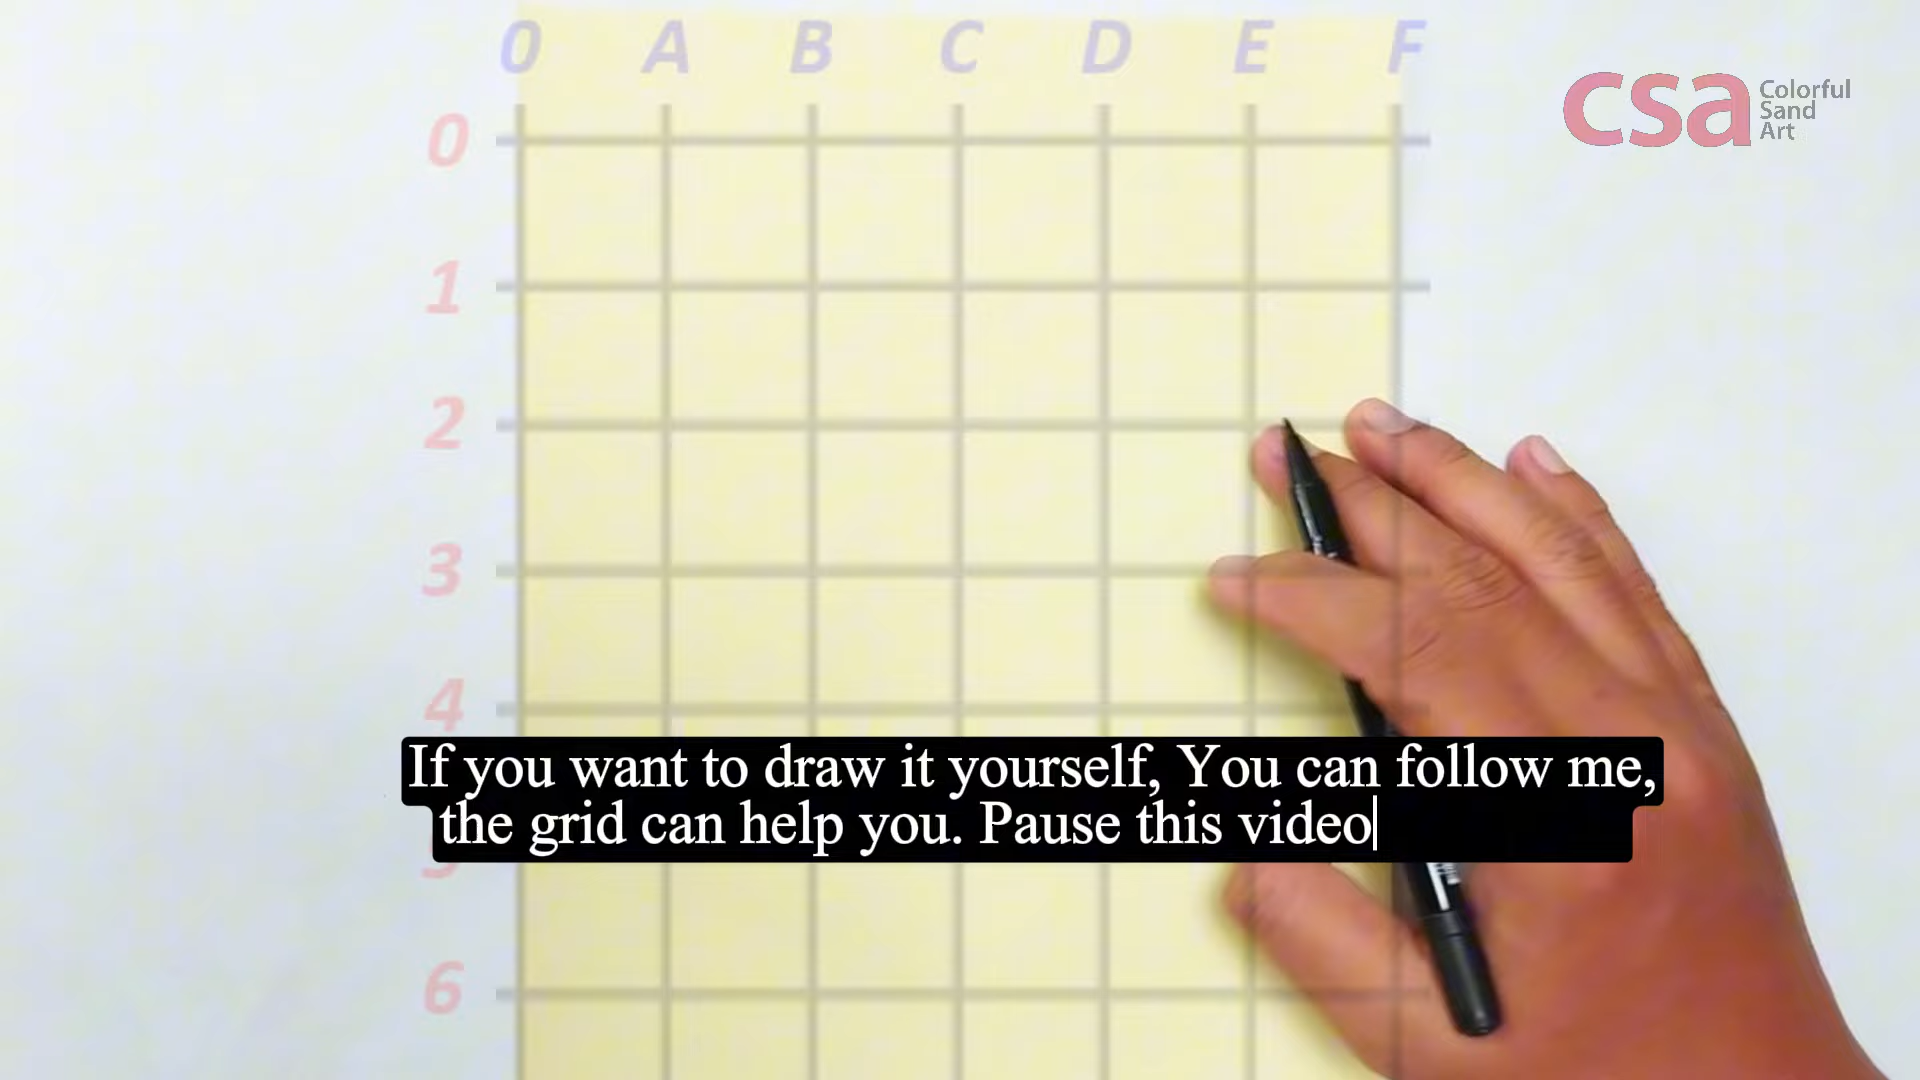 0 A B C D E F
csa Colorful
Sand
Art
0
1
2
3
4
If you want to draw it yourself, You can follow me,
the grid can help you. Pause this video
5
6